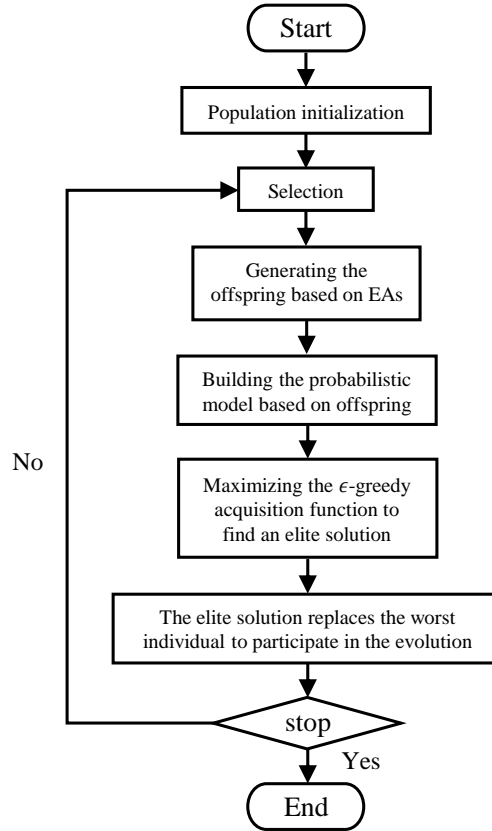 Start
Population initialization
Selection
Generating the
offspring based on EAs
Building the probabilistic
model based on offspring
No
Maximizing the ϵ-greedy
acquisition function to
find an elite solution
The elite solution replaces the worst
individual to participate in the evolution
stop
Yes
End